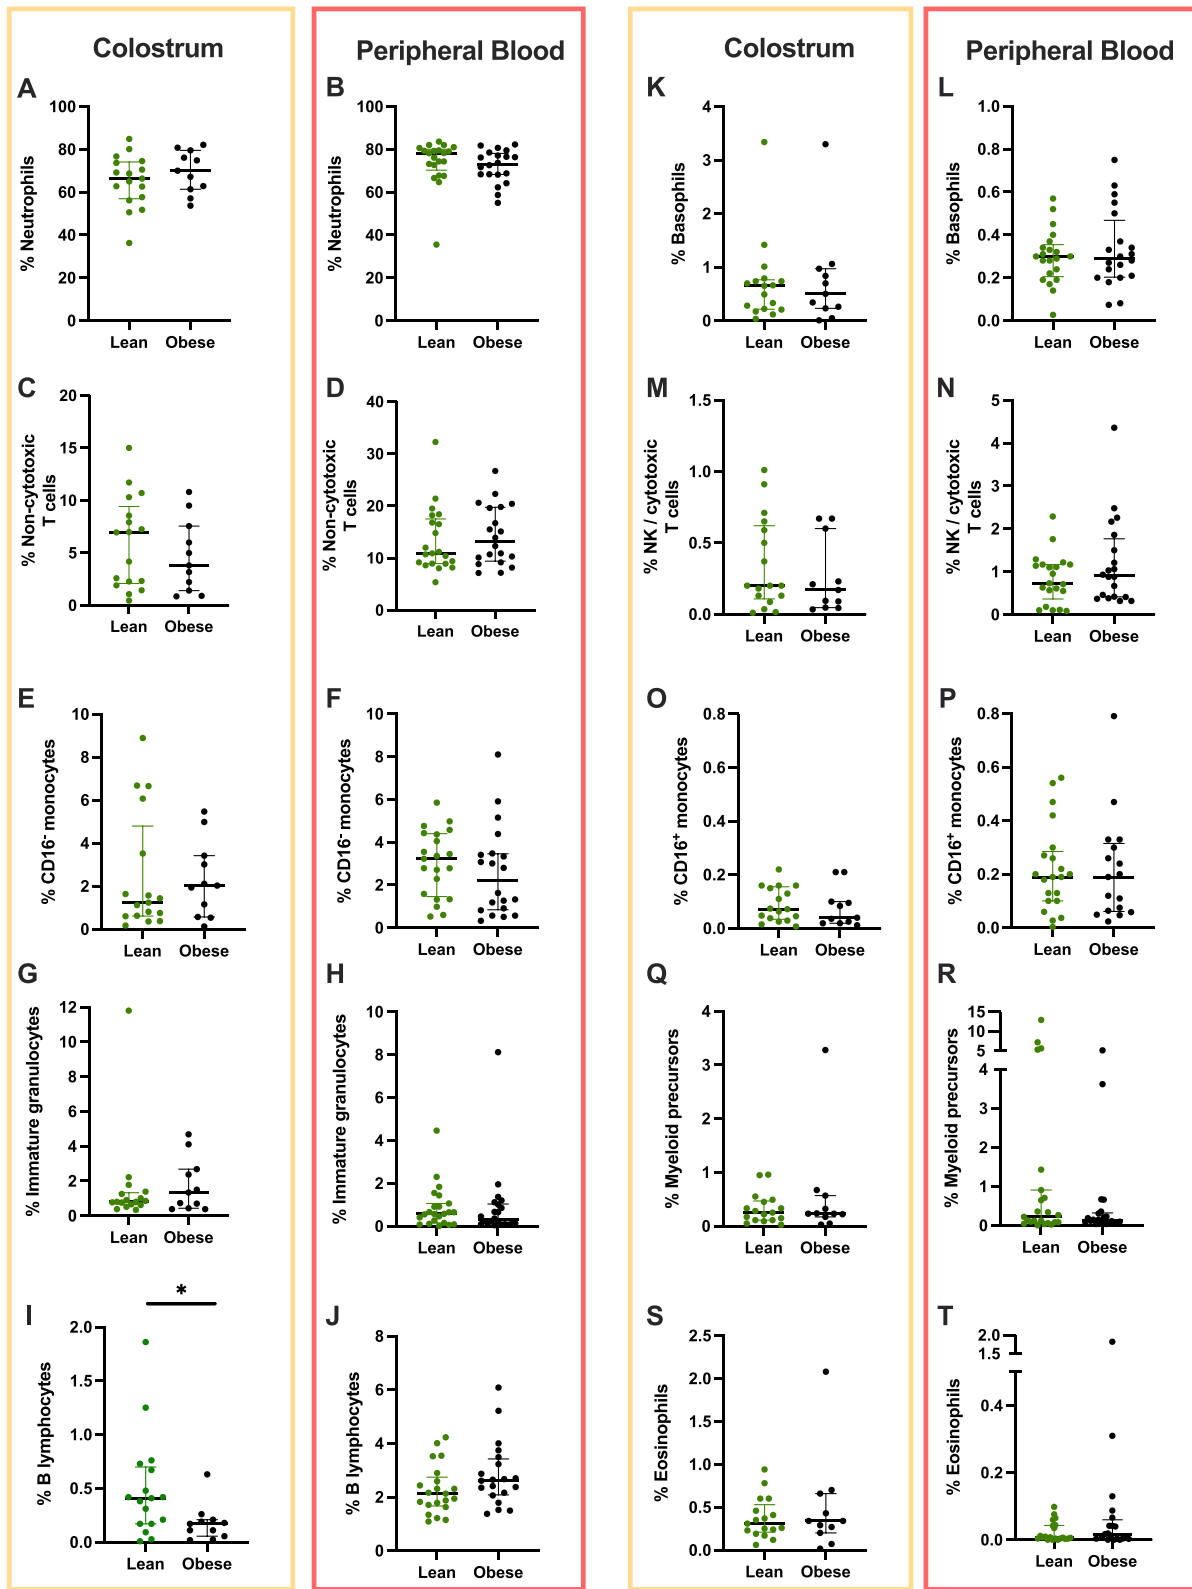 Colostrum
Peripheral Blood
Colostrum
Peripheral Blood
A
% Neutrophils
100
80
60
40
20
0
Lean Obese
B
% Neutrophils
100
80
60
40
20
0
Lean Obese
K
% Basophils
4
3
2
1
0
Lean Obese
L
% Basophils
1.0
0.8
0.6
0.4
0.2
0.0
Lean Obese
C
% Non-cytotoxic
T cells
20
15
10
5
0
Lean Obese
D
% Non-cytotoxic
T cells
40
30
20
10
0
Lean Obese
M
% NK / cytotoxic
T cells
1.5
1.0
0.5
0.0
Lean Obese
N
% NK / cytotoxic
T cells
5
4
3
2
1
0
Lean Obese
E
% CD16⁻ monocytes
10
8
6
4
2
0
Lean Obese
F
% CD16⁻ monocytes
10
8
6
4
2
0
Lean Obese
O
% CD16⁺ monocytes
0.8
0.6
0.4
0.2
0.0
Lean Obese
P
% CD16⁺ monocytes
0.8
0.6
0.4
0.2
0.0
Lean Obese
G
% Immature granulocytes
12
10
8
6
4
2
0
Lean Obese
H
% Immature granulocytes
10
8
6
4
2
0
Lean Obese
Q
% Myeloid precursors
4
3
2
1
0
Lean Obese
R
% Myeloid precursors
15
10
5
4
3
2
1
0
Lean Obese
I
% B lymphocytes
*
2.0
1.5
1.0
0.5
0.0
Lean Obese
J
% B lymphocytes
8
6
4
2
0
Lean Obese
S
% Eosinophils
2.5
2.0
1.5
1.0
0.5
0.0
Lean Obese
T
% Eosinophils
2.0
1.5
0.4
0.2
0.0
Lean Obese